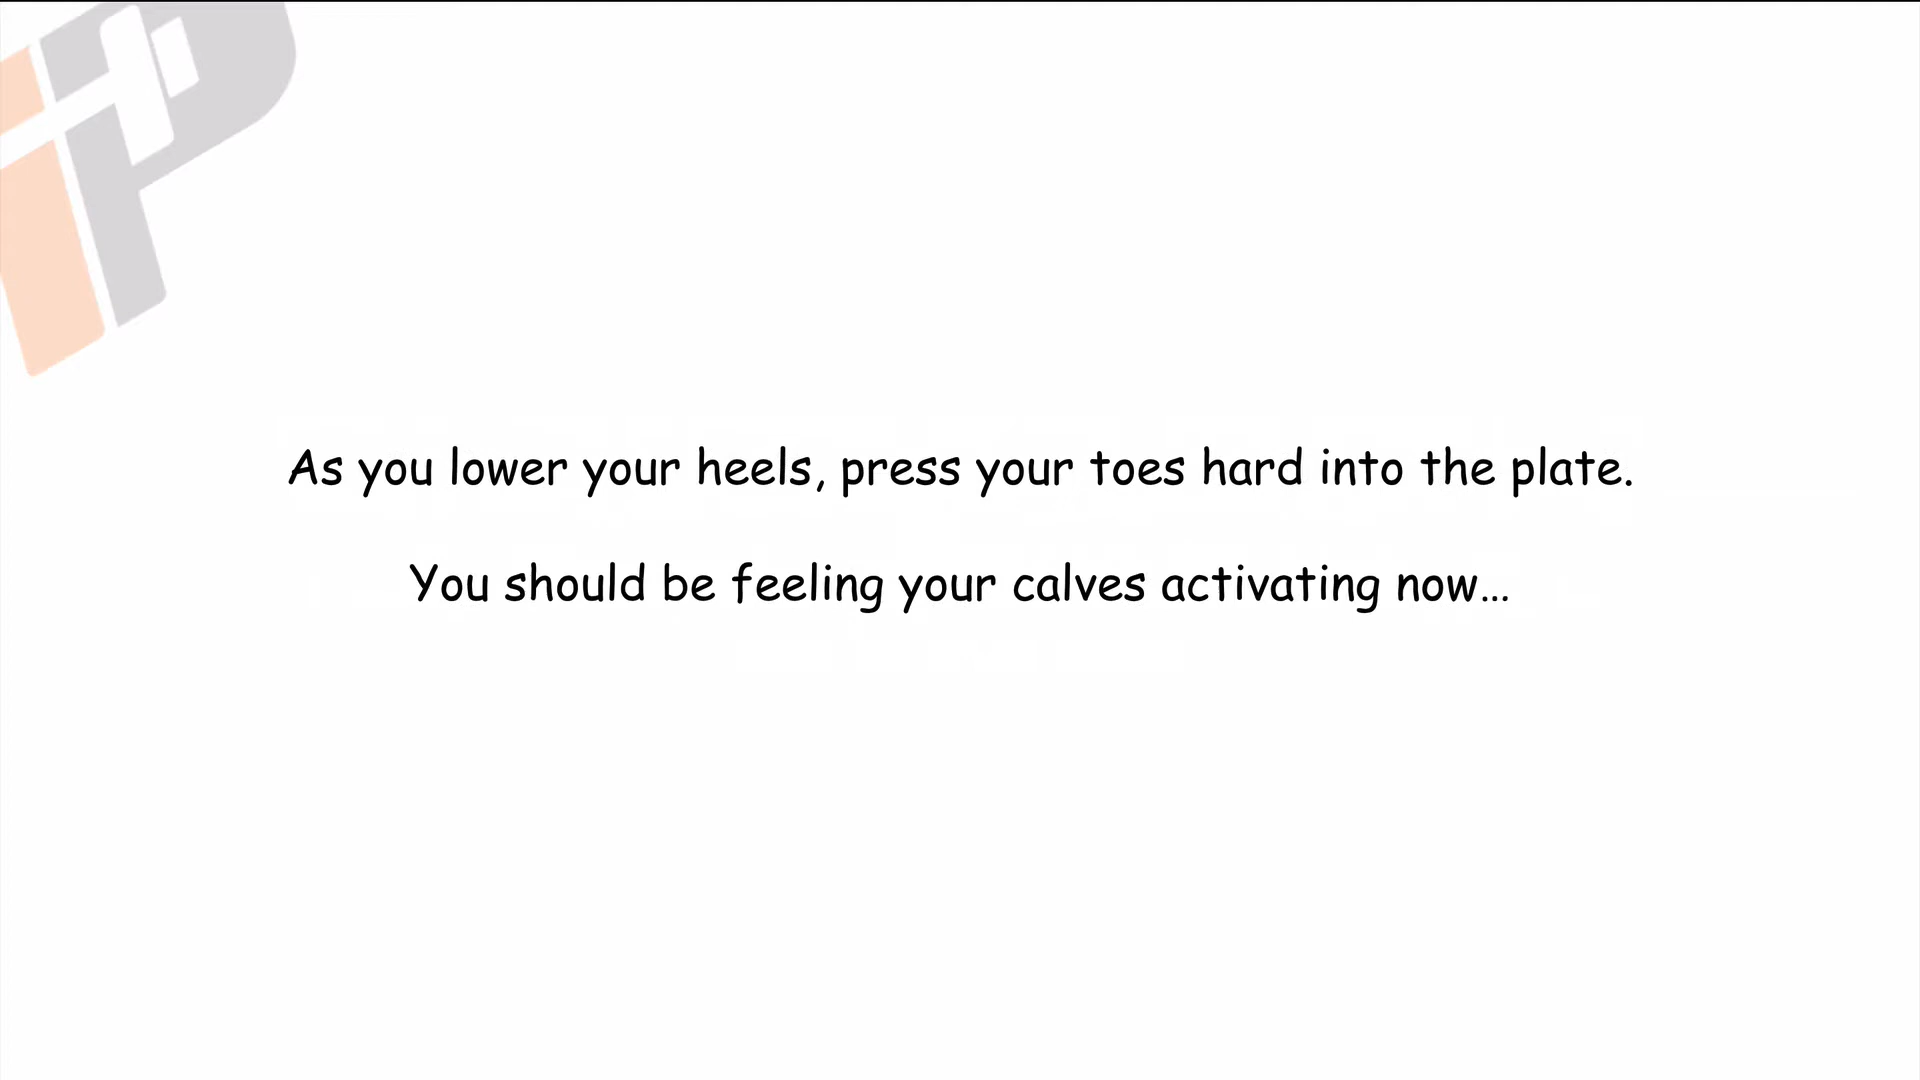 As you lower your heels, press your toes hard into the plate.
You should be feeling your calves activating now...